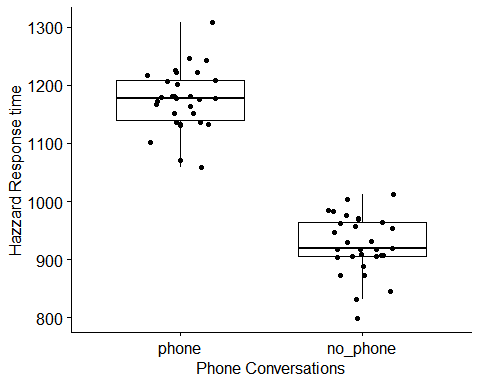 1300
1200
1100
1000
900
800
Hazzard Response time
phone
no_phone
Phone Conversations